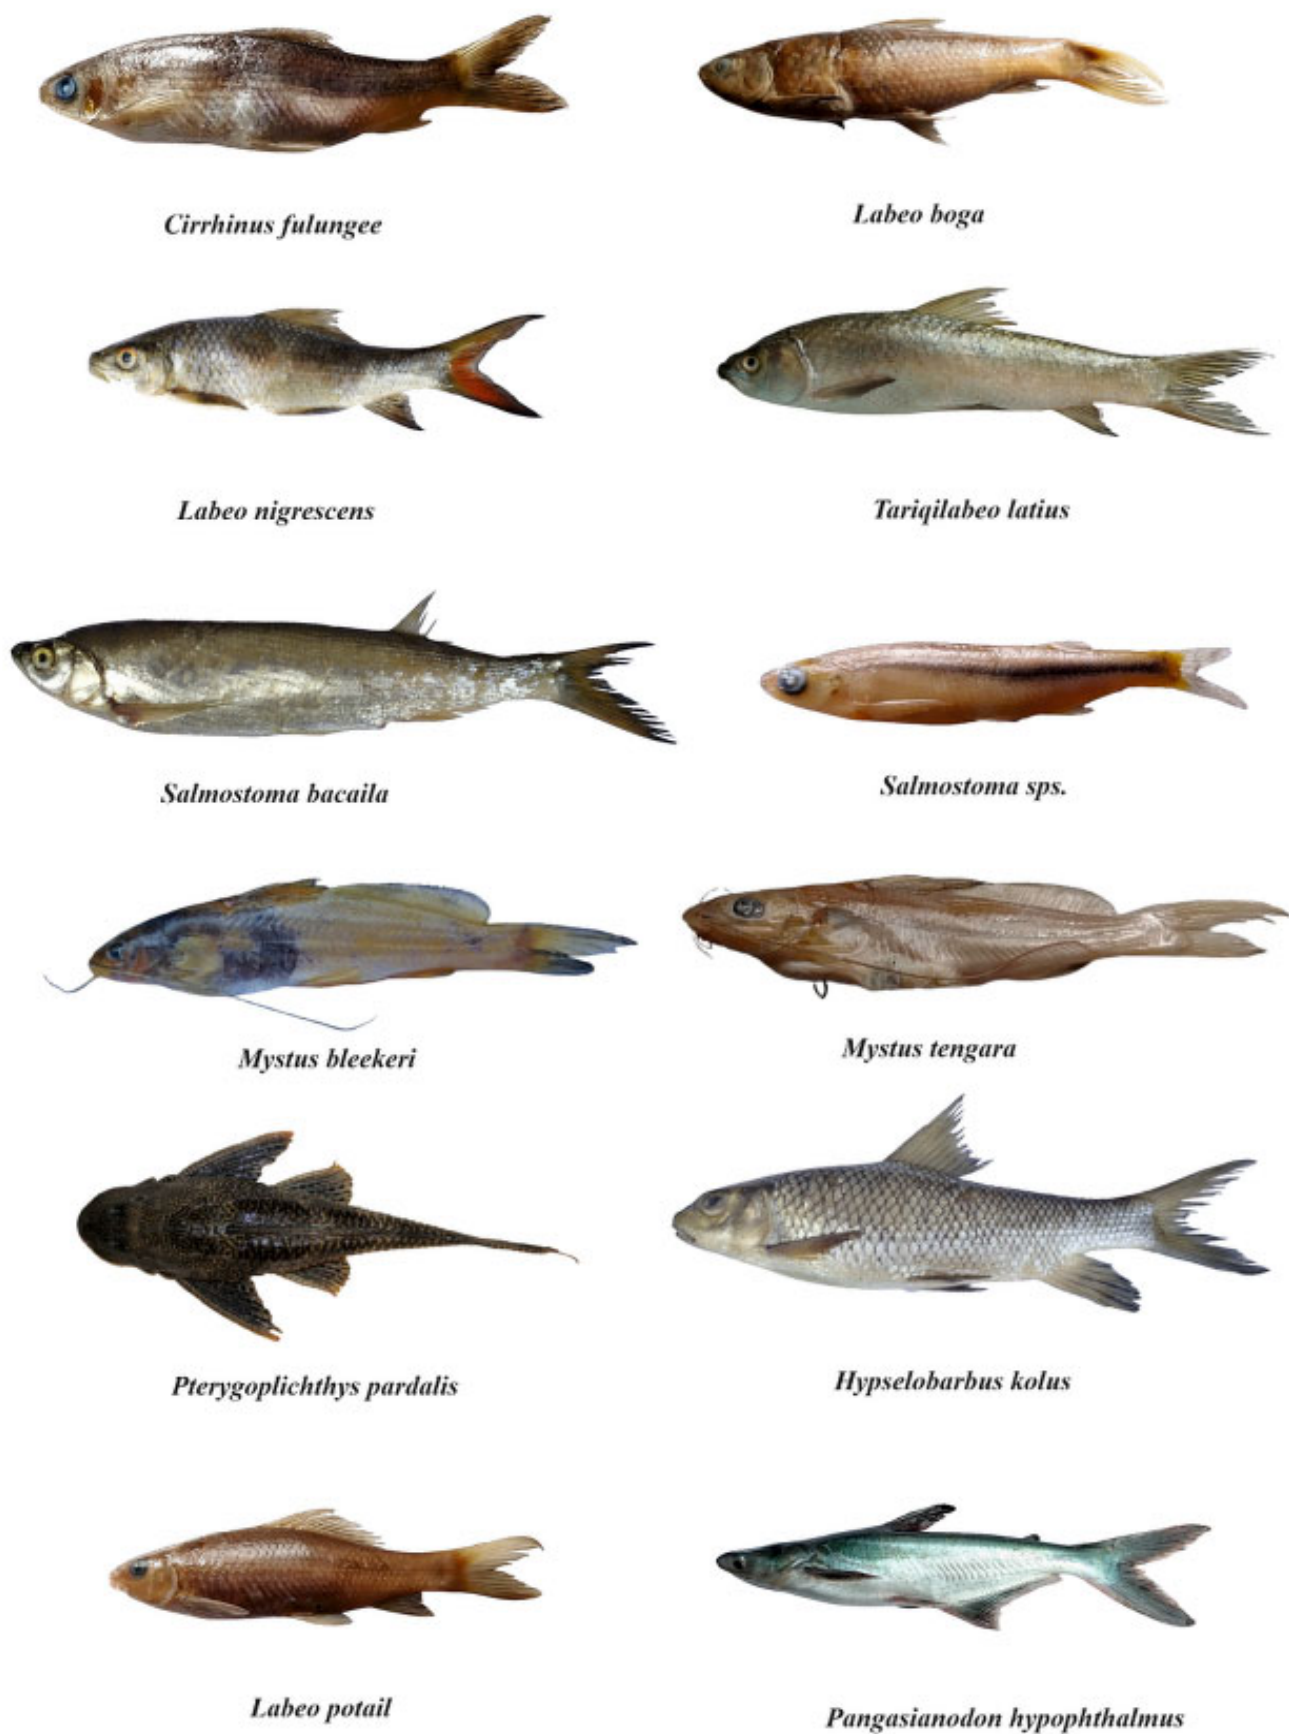 Cirrhinus fulungee
Labeo boga
Labeo nigrescens
Tariqilabeo latius
Salmostoma bacaila
Salmostoma sps.
Mystus bleekeri
Mystus tengara
Pterygoplichthys pardalis
Hypselobarbus kolus
Labeo potail
Pangasianodon hypophthalmus